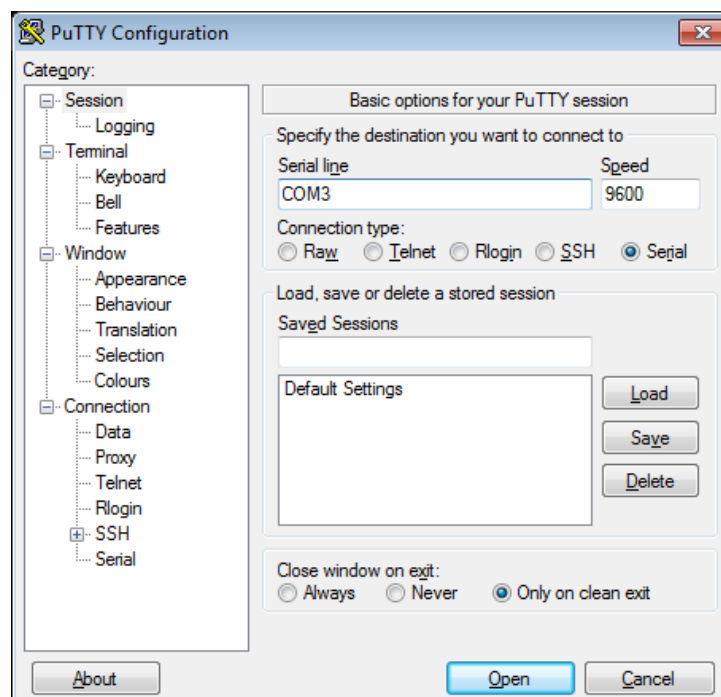 PuTTY Configuration
Category:
Session
Logging
Terminal
Keyboard
Bell
Features
Window
Appearance
Behaviour
Translation
Selection
Colours
Connection
Data
Proxy
Telnet
Rlogin
SSH
Serial
Basic options for your PuTTY session
Specify the destination you want to connect to
Serial line Speed
COM3 9600
Connection type:
Raw Telnet Rlogin SSH Serial
Load, save or delete a stored session
Saved Sessions
Default Settings
Load
Save
Delete
Close window on exit:
Always Never Only on clean exit
About Open Cancel